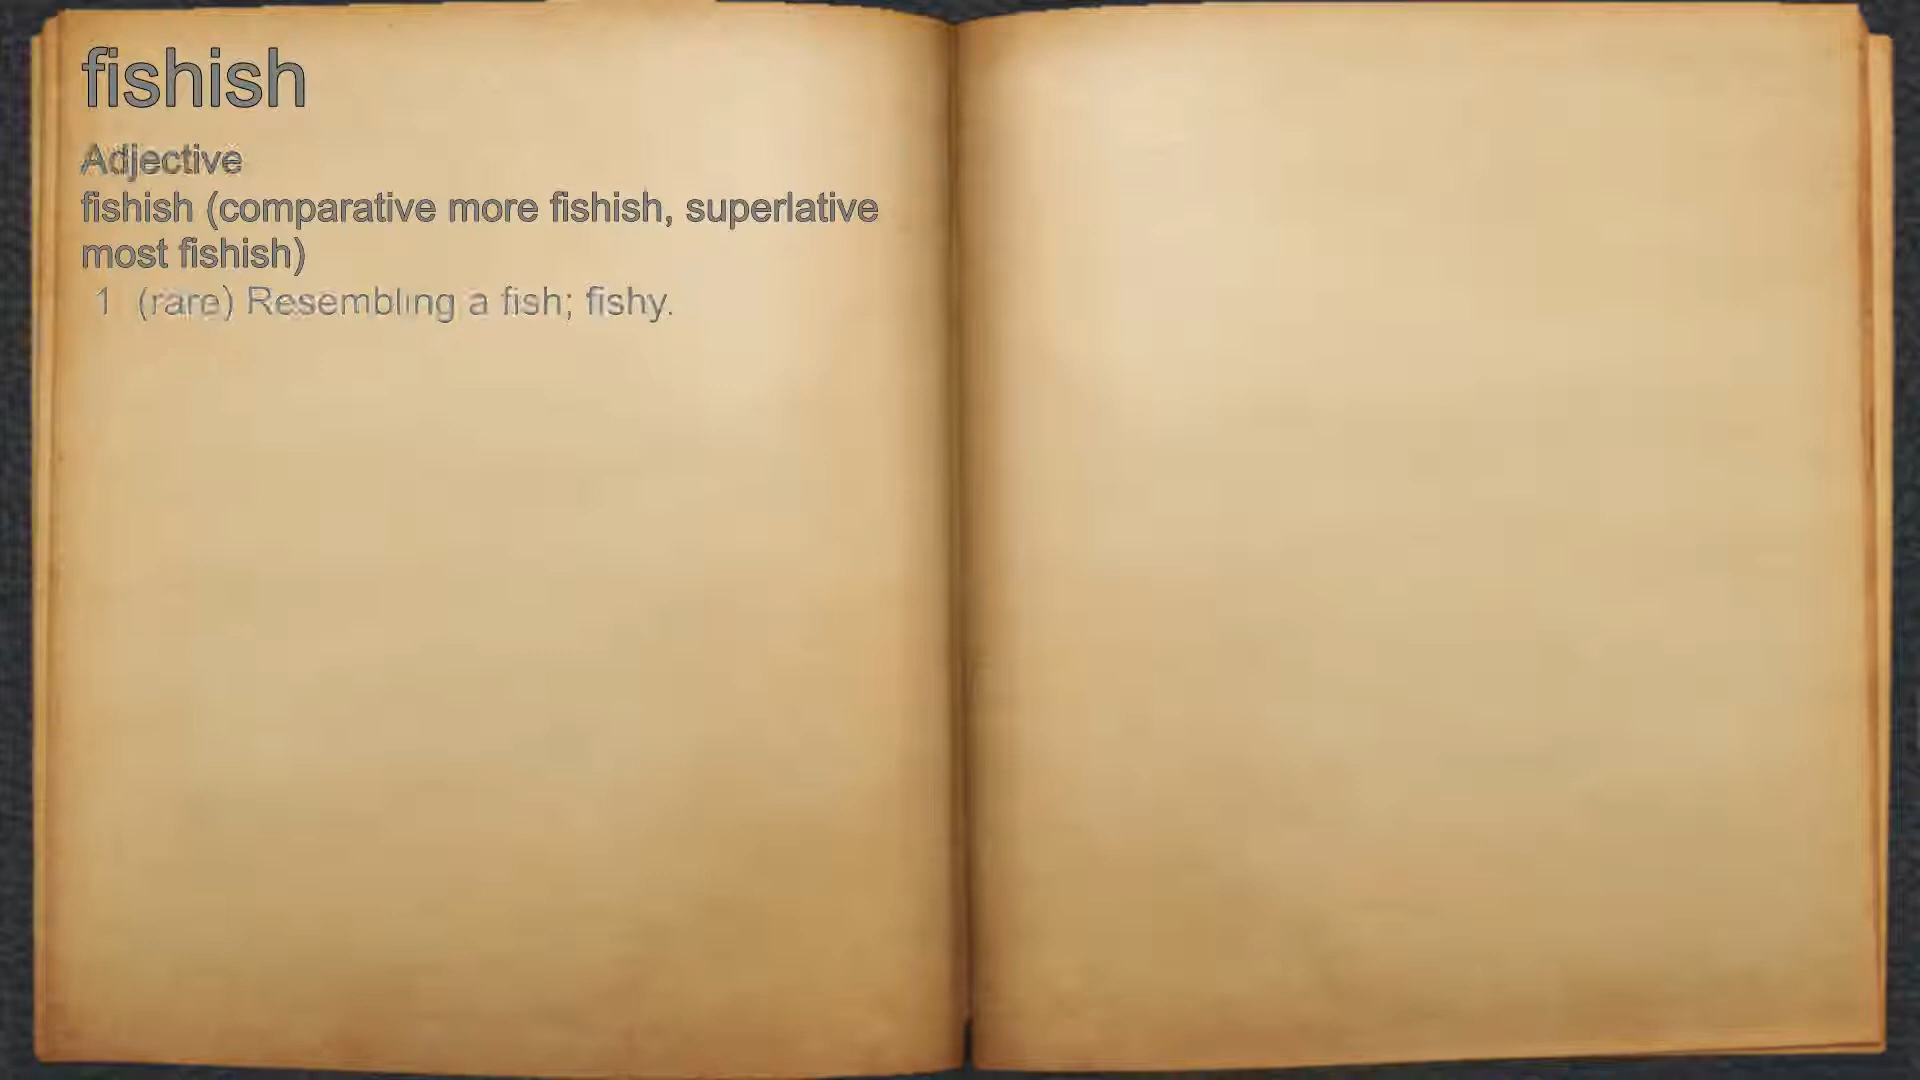 fishish
Adjective
fishish (comparative more fishish, superlative
most fishish)
1 (rare) Resembling a fish; fishy.